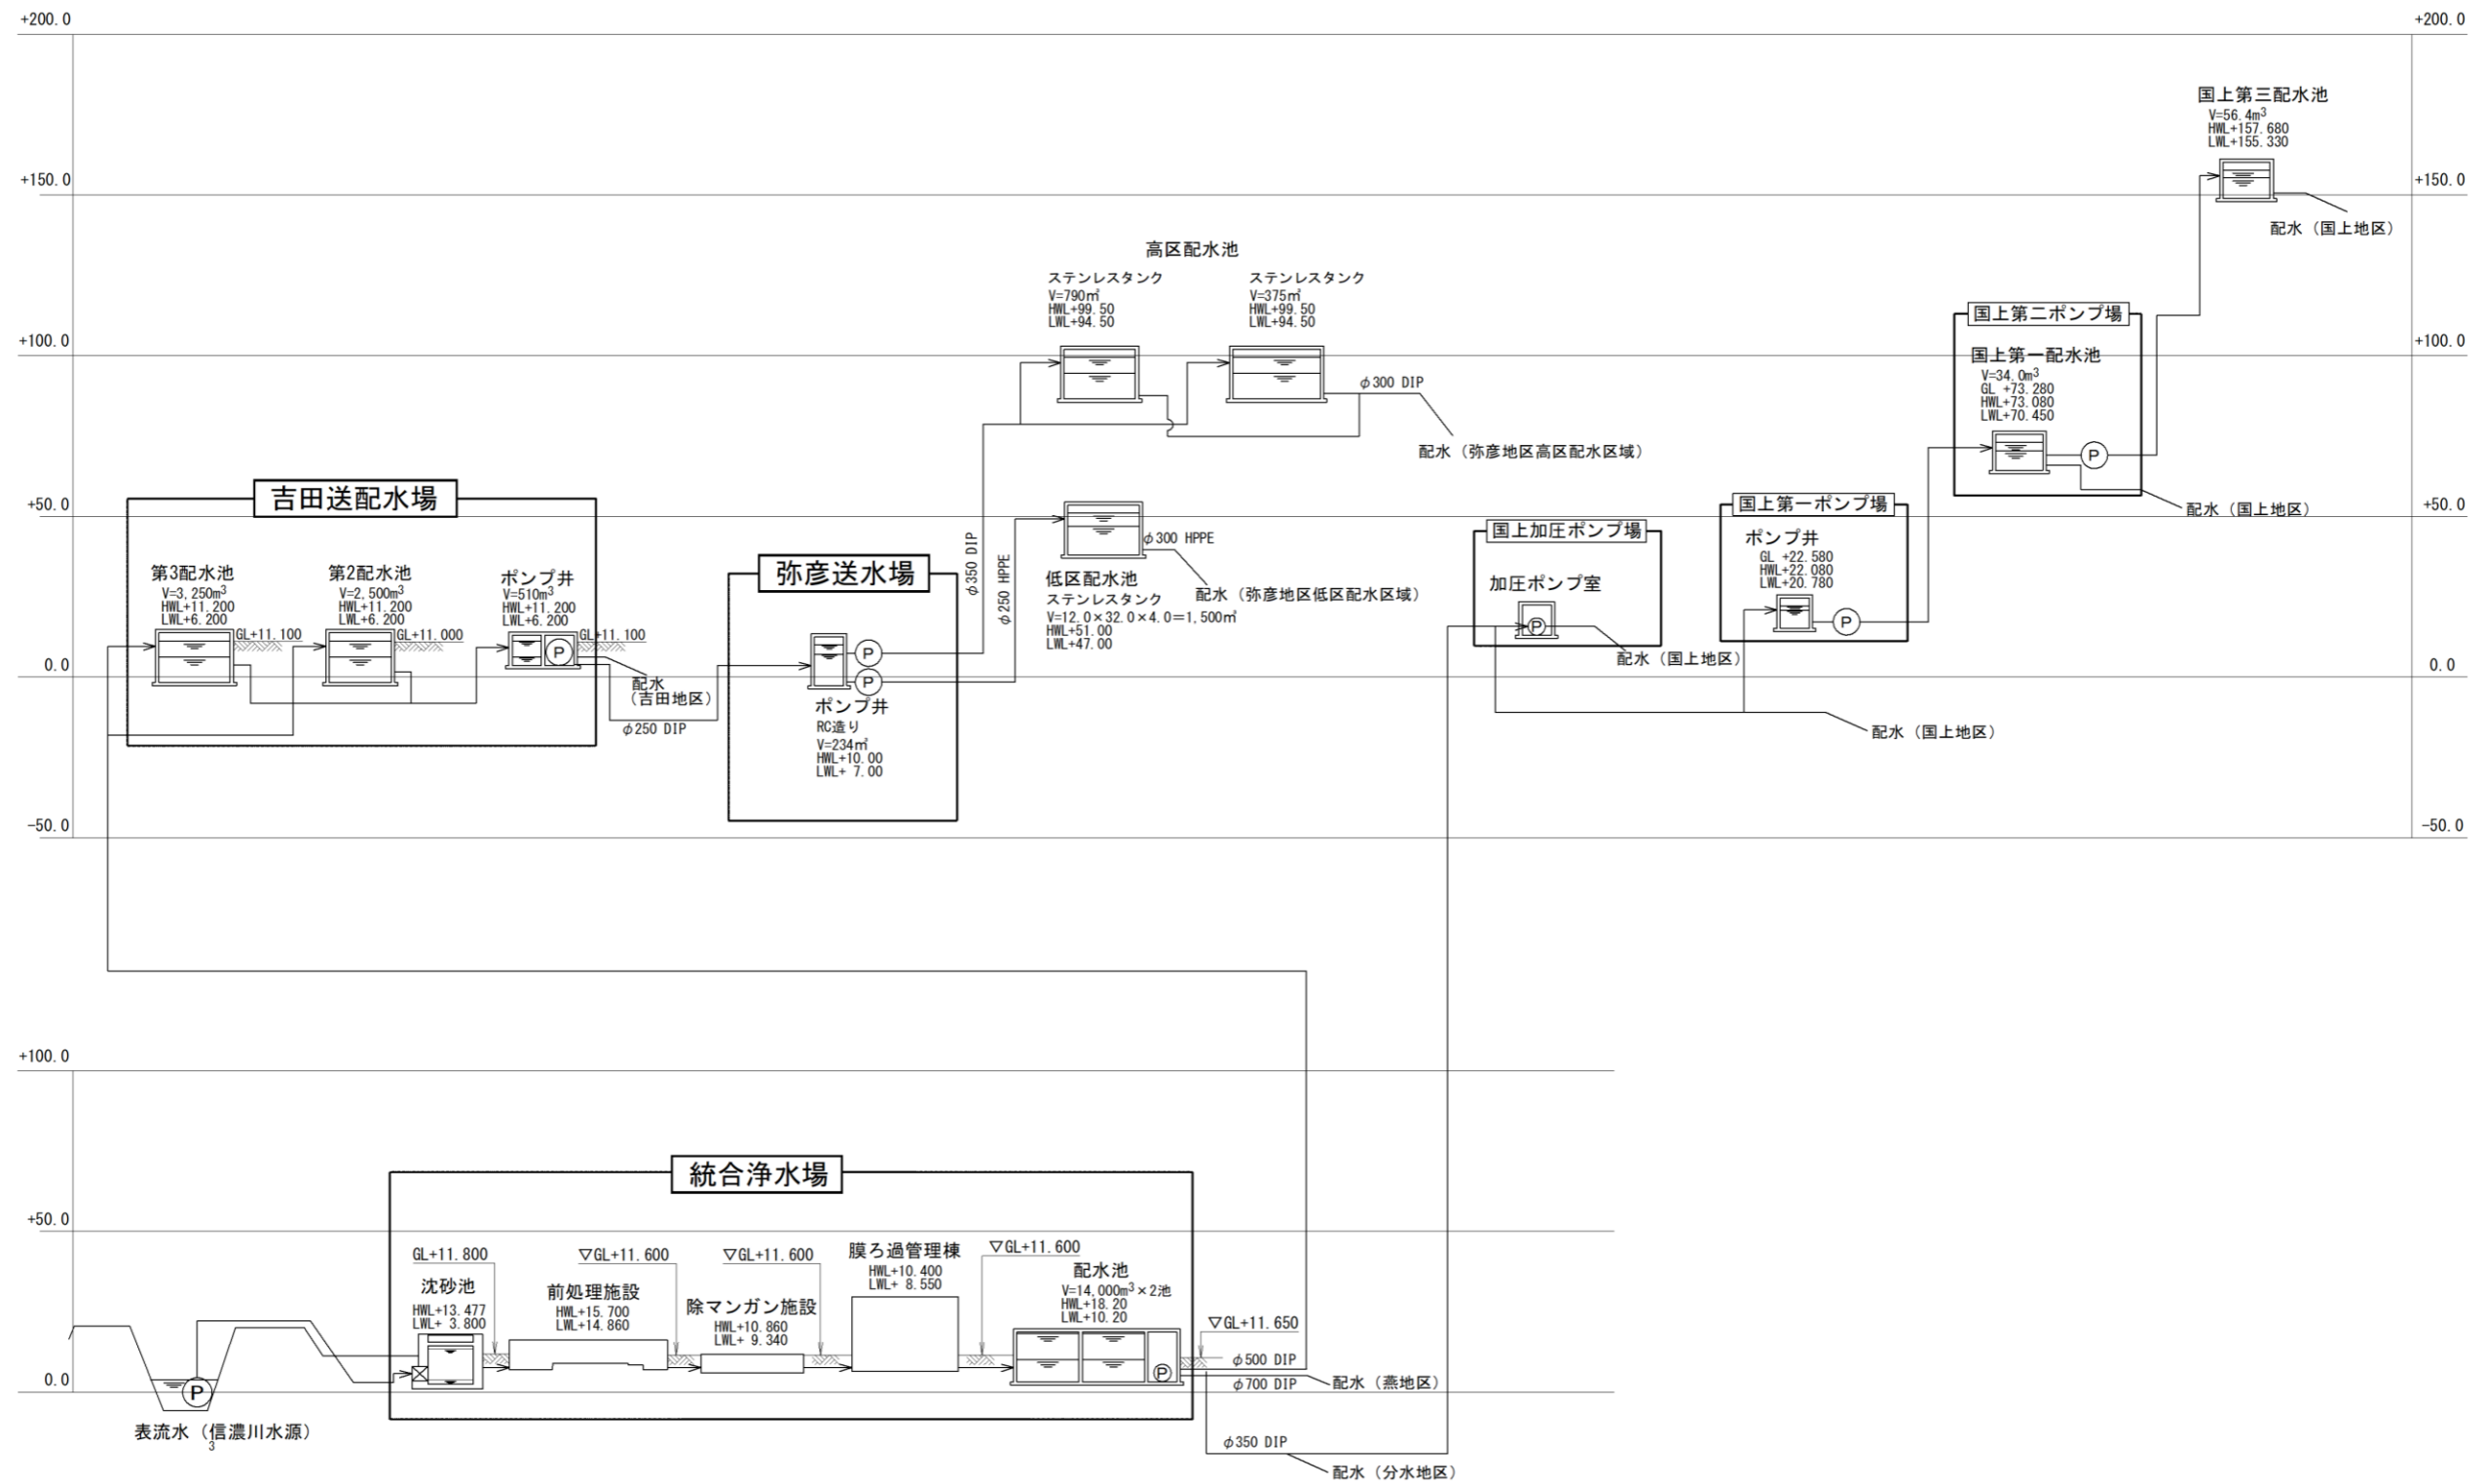 +200.0
+200.0
国上第三配水池
V=56.4m³
HWL+157.680
LWL+155.330
+150.0
+150.0
配水（国上地区）
高区配水池
ステンレスタンク
V=790㎥
HWL+99.50
LWL+94.50
ステンレスタンク
V=375㎥
HWL+99.50
LWL+94.50
国上第二ポンプ場
国上第一配水池
V=34.0m³
GL +73.280
HWL+73.080
LWL+70.450
P
配水（国上地区）
+100.0
+100.0
φ300 DIP
配水（弥彦地区高区配水区域）
吉田送配水場
+50.0
+50.0
第3配水池
V=3,250m³
HWL+11.200
LWL+6.200
GL+11.100
第2配水池
V=2,500m³
HWL+11.200
LWL+6.200
GL+11.000
ポンプ井
V=510m³
HWL+11.200
LWL+6.200
GL+11.100
P
配水
（吉田地区）
φ250 DIP
弥彦送水場
P
P
ポンプ井
RC造り
V=234㎥
HWL+10.00
LWL+ 7.00
φ350 DIP
φ250 HPPE
φ300 HPPE
低区配水池
ステンレスタンク
V=12.0×32.0×4.0=1,500㎥
HWL+51.00
LWL+47.00
配水（弥彦地区低区配水区域）
国上加圧ポンプ場
加圧ポンプ室
P
配水（国上地区）
国上第一ポンプ場
ポンプ井
GL +22.580
HWL+22.080
LWL+20.780
P
配水（国上地区）
0.0
0.0
-50.0
-50.0
+100.0
統合浄水場
+50.0
GL+11.800
沈砂池
HWL+13.477
LWL+ 3.800
▽GL+11.600
前処理施設
HWL+15.700
LWL+14.860
▽GL+11.600
除マンガン施設
HWL+10.860
LWL+ 9.340
膜ろ過管理棟
HWL+10.400
LWL+ 8.550
▽GL+11.600
配水池
V=14,000m³×2池
HWL+18.20
LWL+10.20
P
▽GL+11.650
φ500 DIP
φ700 DIP
配水（燕地区）
0.0
P
表流水（信濃川水源）
3
φ350 DIP
配水（分水地区）